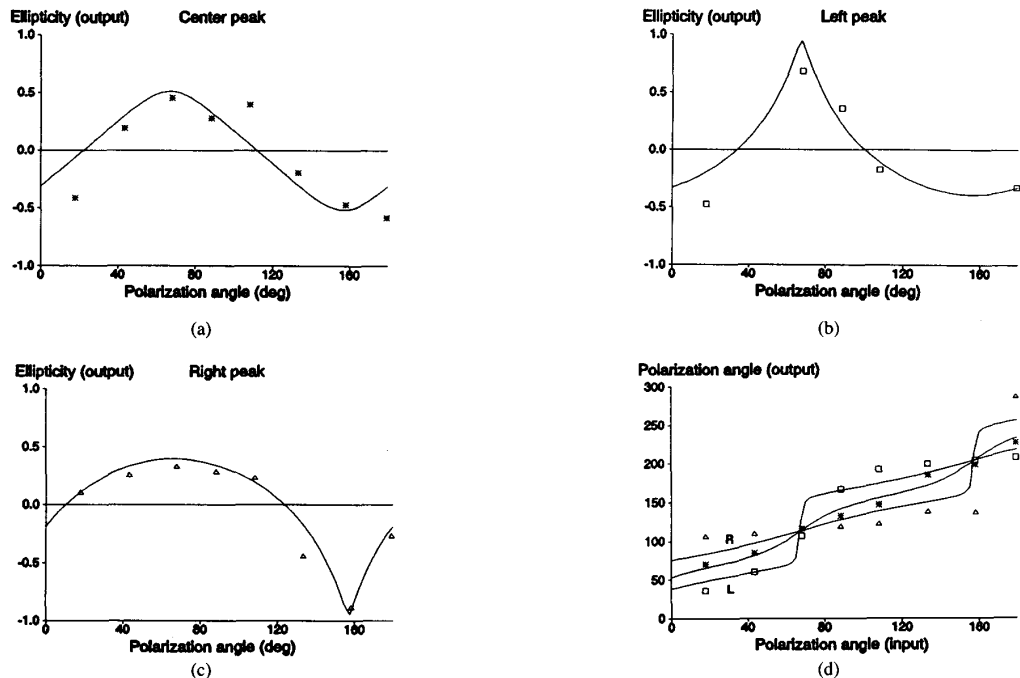 Ellipticity (output) Center peak
1.0
0.5
0.0
-0.5
-1.0
0 40 80 120 160
Polarization angle (deg)
(a)
Ellipticity (output) Left peak
1.0
0.5
0.0
-0.5
-1.0
0 40 80 120 160
Polarization angle (deg)
(b)
Ellipticity (output) Right peak
1.0
0.5
0.0
-0.5
-1.0
0 40 80 120 160
Polarization angle (deg)
(c)
Polarization angle (output)
300
250
200
150
100
50
0
R
L
0 40 80 120 160
Polarization angle (input)
(d)